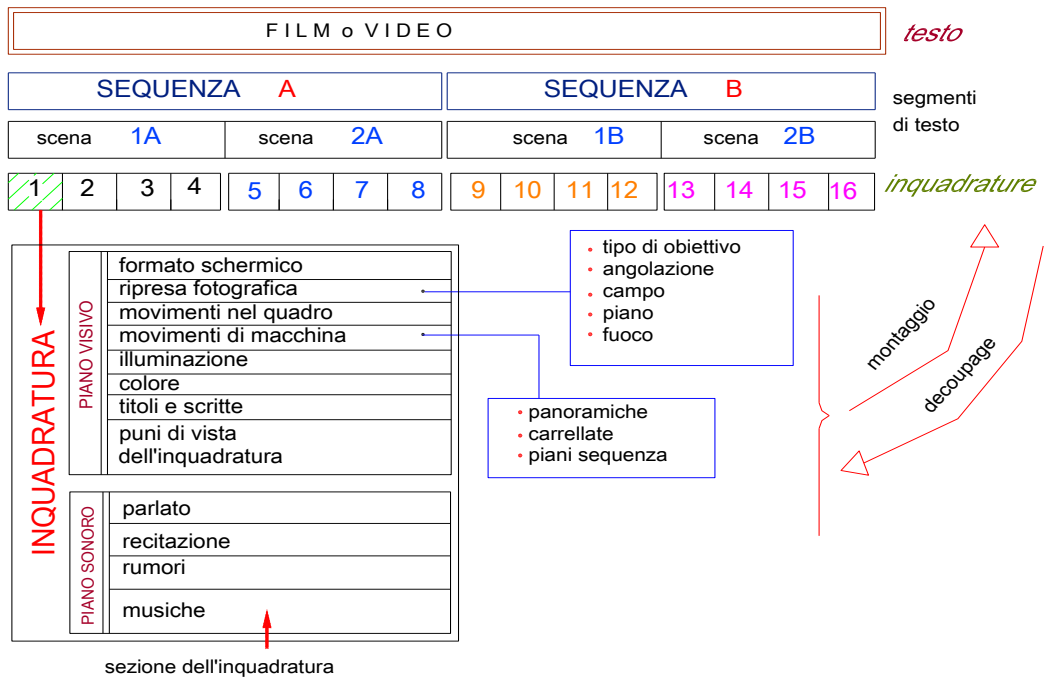 FILM o VIDEO
testo
SEQUENZA A
SEQUENZA B
segmenti
di testo
scena 1A
scena 2A
scena 1B
scena 2B
1 2 3 4 5 6 7 8 9 10 11 12 13 14 15 16
inquadrature
INQUADRATURA
PIANO VISIVO
formato schermico
ripresa fotografica
movimenti nel quadro
movimenti di macchina
illuminazione
colore
titoli e scritte
puni di vista
dell'inquadratura
tipo di obiettivo
angolazione
campo
piano
fuoco
panoramiche
carrellate
piani sequenza
montaggio
decoupage
PIANO SONORO
parlato
recitazione
rumori
musiche
sezione dell'inquadratura